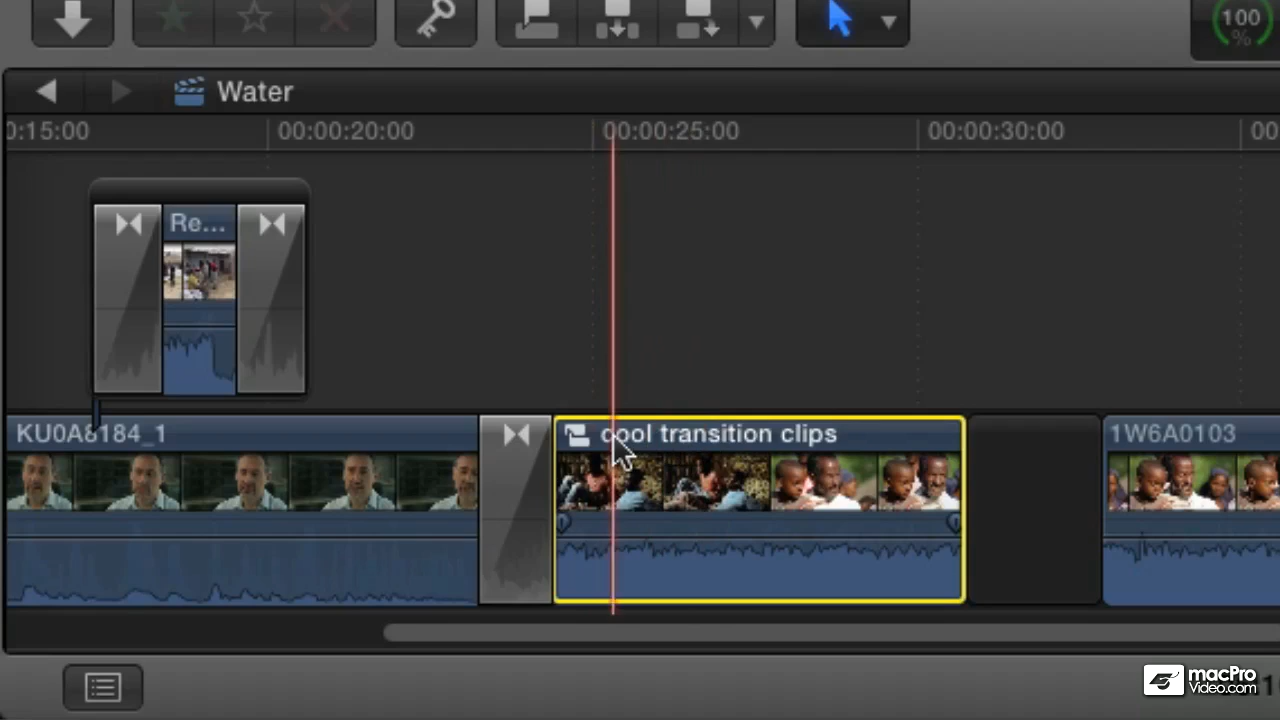 100
%
Water
0:15:00 00:00:20:00 00:00:25:00 00:00:30:00 00
Re...
KU0A8184_1 cool transition clips 1W6A0103
macPro
Video.com